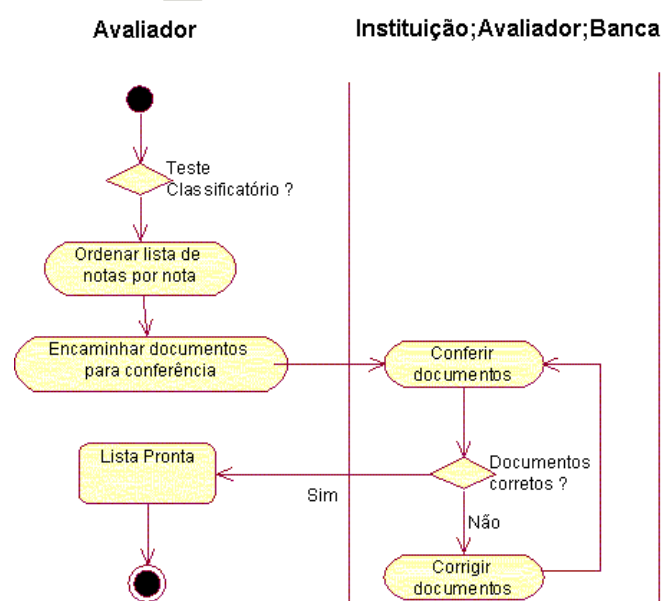 Avaliador
Instituição;Avaliador;Banca
Teste
Classificatório ?
Ordenar lista de
notas por nota
Encaminhar documentos
para conferência
Conferir
documentos
Lista Pronta
Documentos
corretos ?
Sim
Não
Corrigir
documentos